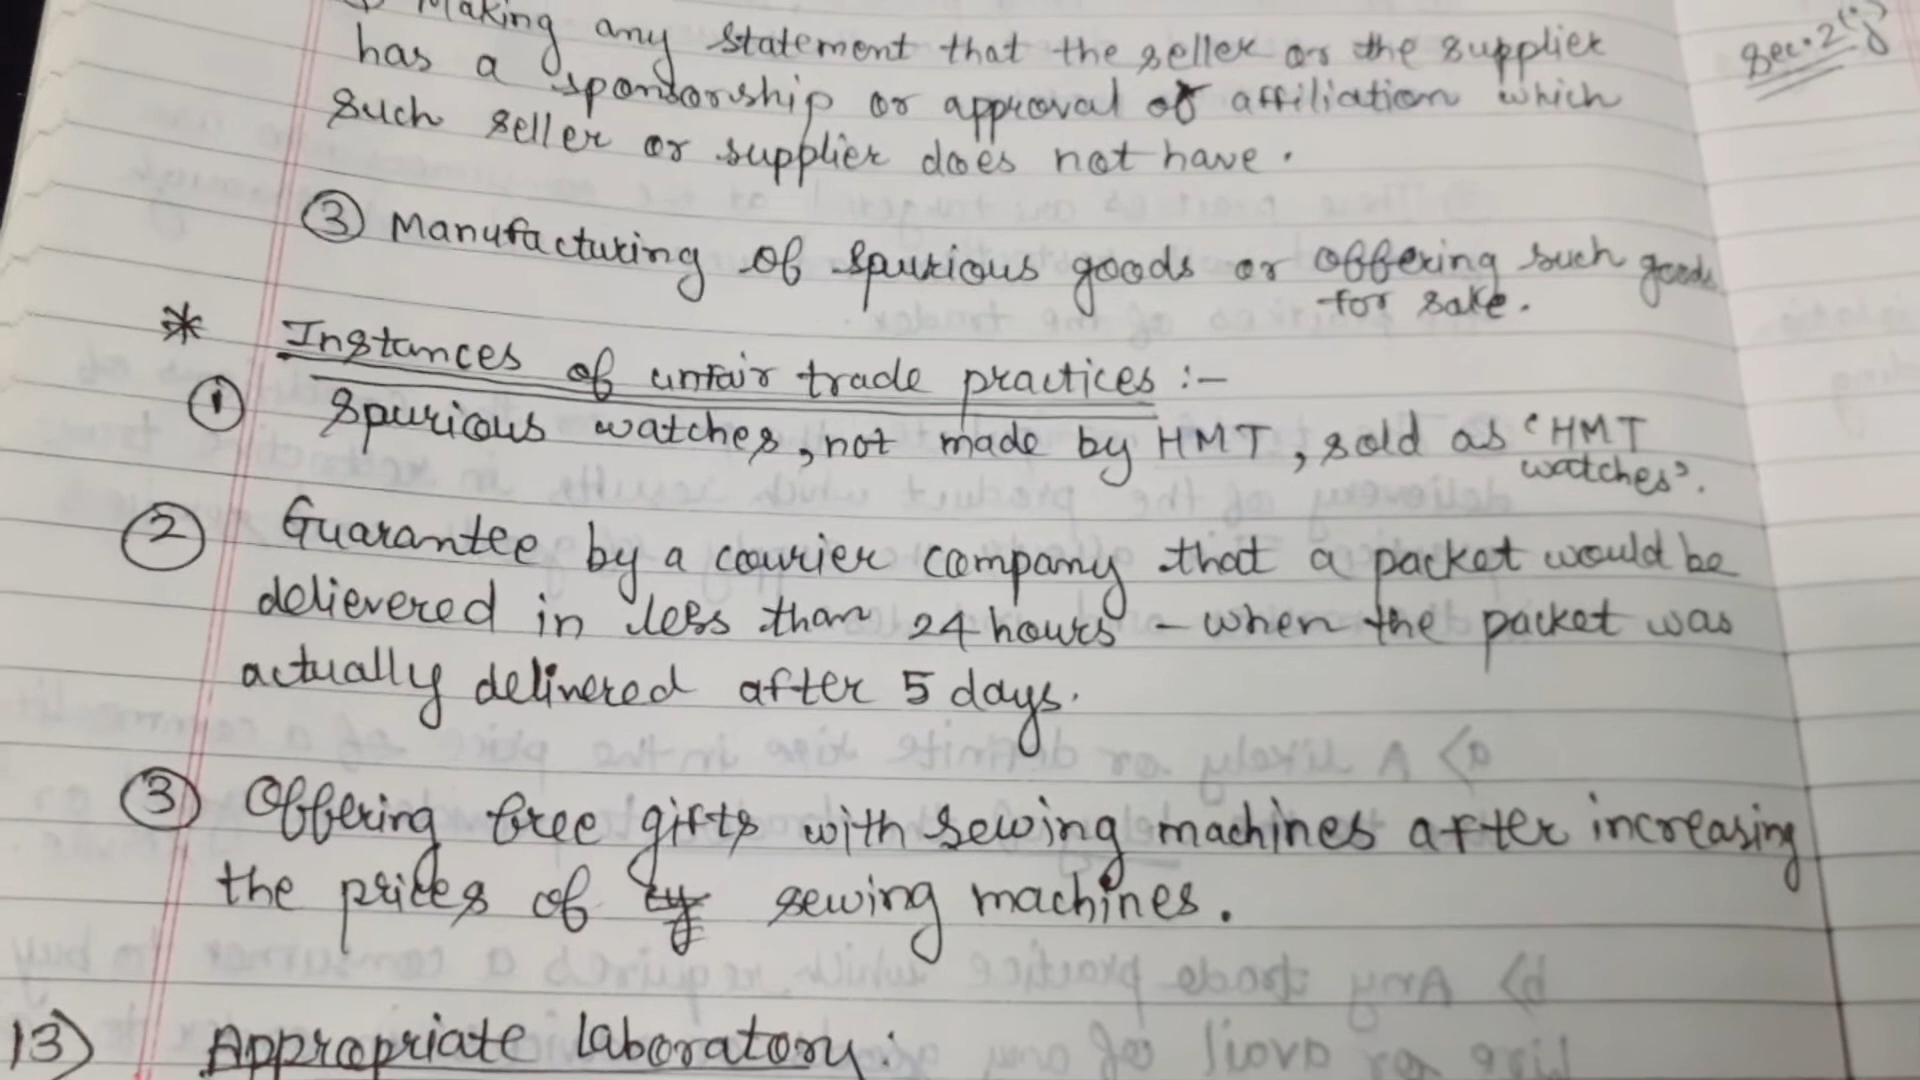 Making any statement that the seller or the supplier
has a sponsorship or approval or affiliation which
such seller or supplier does not have.
③ Manufacturing of spurious goods or offering such goods
for sake.
* Instances of unfair trade practices :-
① Spurious watches, not made by HMT, sold as 'HMT
watches'.
② Guarantee by a courier company that a packet would be
delievered in less than 24 hours - when the packet was
actually delivered after 5 days.
③ Offering free gifts with sewing machines after increasing
the prices of sewing machines.
13) Appropriate laboratory: